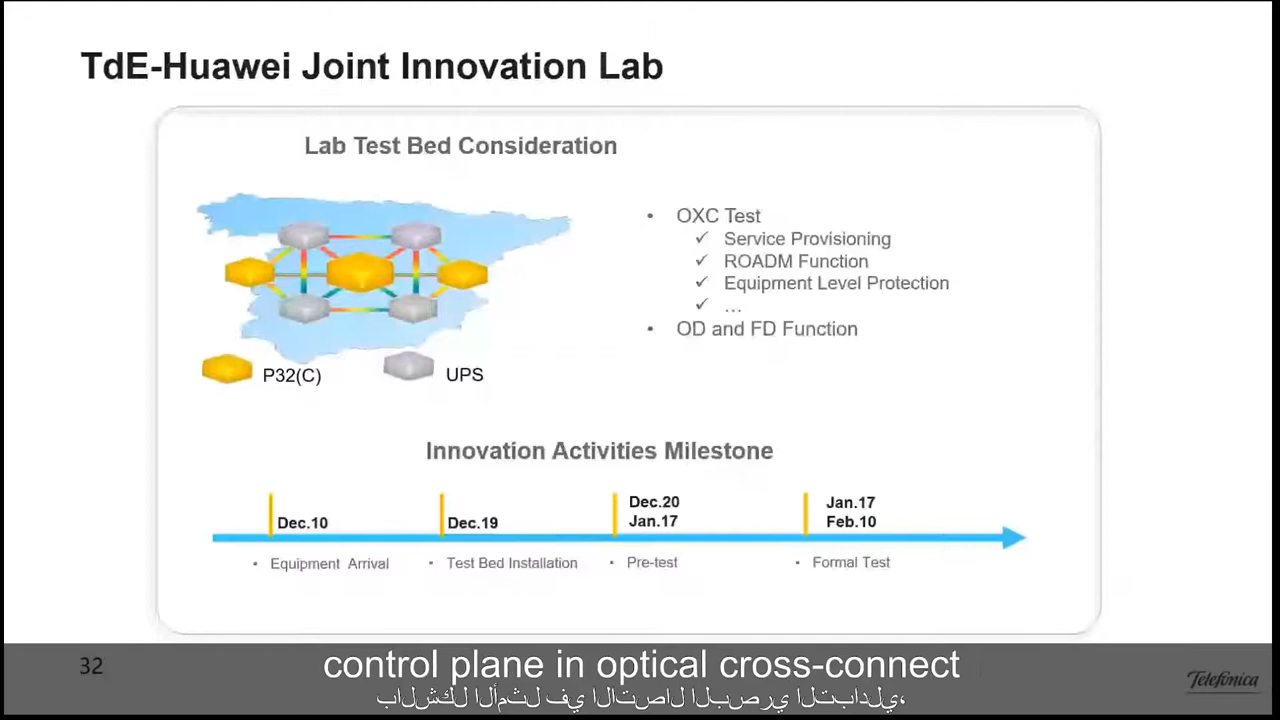 TdE-Huawei Joint Innovation Lab
Lab Test Bed Consideration
• OXC Test
✓ Service Provisioning
✓ ROADM Function
✓ Equipment Level Protection
✓ ...
• OD and FD Function
P32(C)
UPS
Innovation Activities Milestone
Dec.10
Dec.19
Dec.20
Jan.17
Jan.17
Feb.10
• Equipment Arrival
• Test Bed Installation
• Pre-test
• Formal Test
32
control plane in optical cross-connect
بالشكل الأمثل في الاتصال البصري التبادلي،
Telefónica